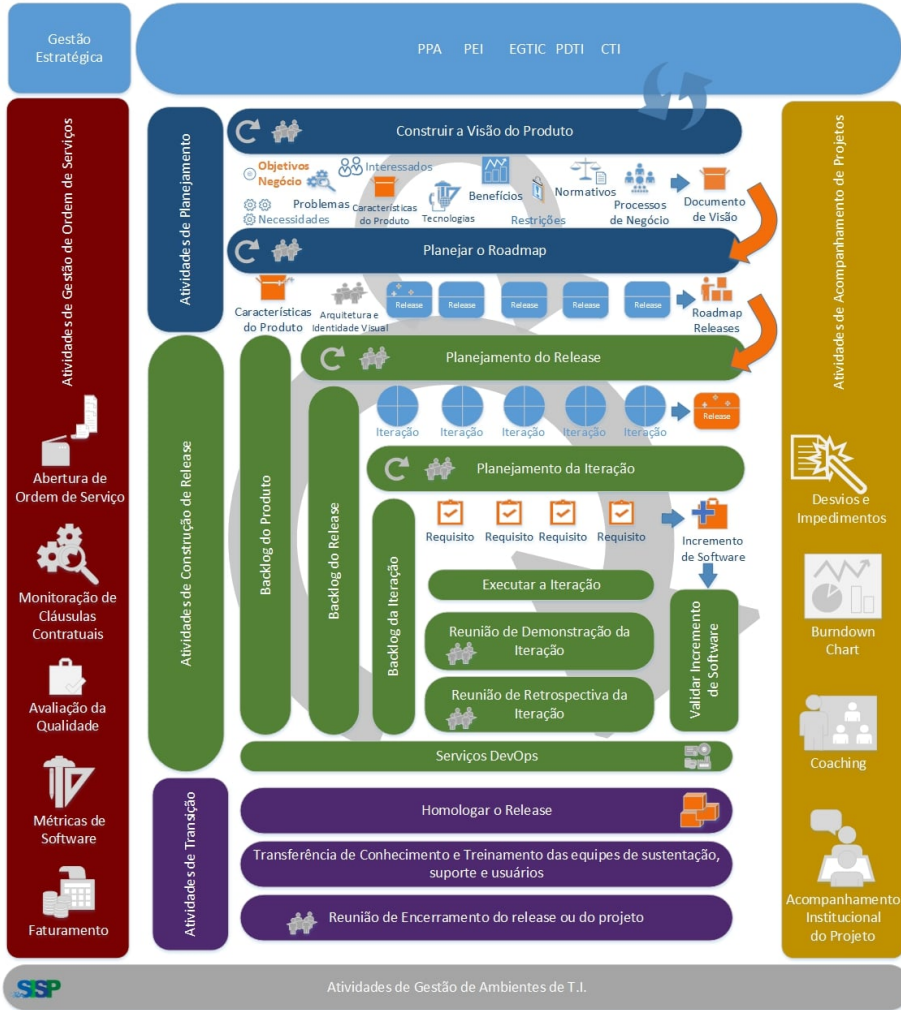 Gestão
Estratégica
PPA PEI EGTIC PDTI CTI
Atividades de Gestão de Ordem de Serviços
Abertura de
Ordem de Serviço
Monitoração de
Cláusulas
Contratuais
Avaliação da
Qualidade
Métricas de
Software
Faturamento
Atividades de Planejamento
Construir a Visão do Produto
Objetivos
Negócio
Necessidades
Problemas
Interessados
Características
do Produto
Tecnologias
Benefícios
Restrições
Normativos
Processos
de Negócio
Documento
de Visão
Planejar o Roadmap
Características
do Produto
Arquitetura e
Identidade Visual
Release
Release
Release
Release
Release
Roadmap
Releases
Atividades de Construção de Release
Backlog do Produto
Planejamento do Release
Backlog do Release
Iteração
Iteração
Iteração
Iteração
Iteração
Release
Planejamento da Iteração
Backlog da Iteração
Requisito
Requisito
Requisito
Requisito
Incremento
de Software
Executar a Iteração
Reunião de Demonstração da
Iteração
Reunião de Retrospectiva da
Iteração
Validar Incremento
de Software
Serviços DevOps
Atividades de Transição
Homologar o Release
Transferência de Conhecimento e Treinamento das equipes de sustentação,
suporte e usuários
Reunião de Encerramento do release ou do projeto
Atividades de Acompanhamento de Projetos
Desvios e
Impedimentos
Burndown
Chart
Coaching
Acompanhamento
Institucional
do Projeto
SISP
Atividades de Gestão de Ambientes de T.I.